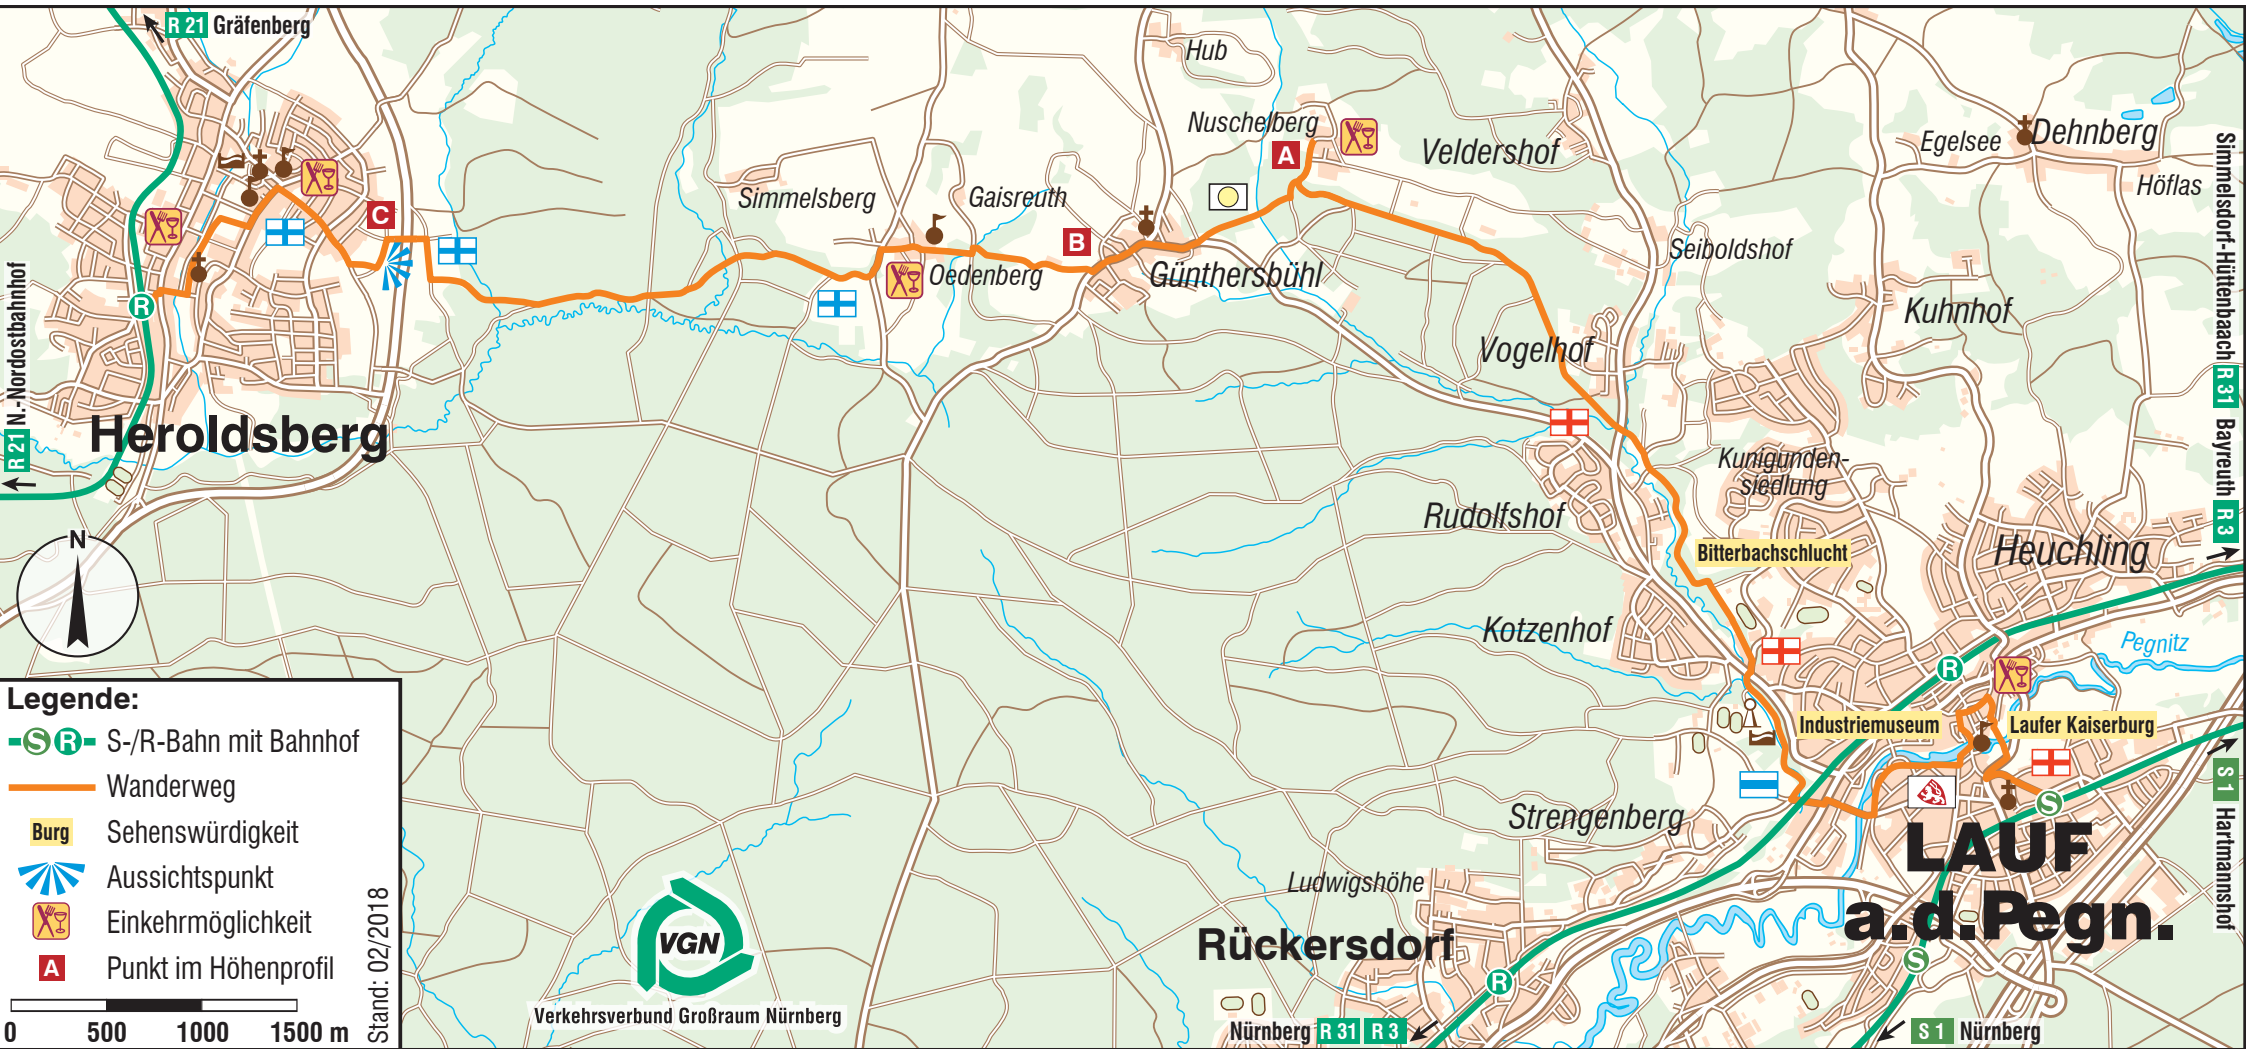 R 21 Gräfenberg
Hub
Nuschelberg
A
Veldershof
Egelsee
Dehnberg
Höflas
Simmelsberg
Gaisreuth
C
B
Oedenberg
Günthersbühl
Seiboldshof
Kuhnhof
Vogelhof
R
Heroldsberg
R 21 N.-Nordostbahnhof
Simmelsdorf-Hüttenbaach R 31 Bayreuth R 3
Kunigunden-
siedlung
Rudolfshof
Bitterbachschlucht
Heuchling
N
Kotzenhof
Pegnitz
R
Industriemuseum
Laufer Kaiserburg
S
Strengenberg
LAUF
a.d.Pegn.
S 1 Hartmannshof
Ludwigshöhe
Rückersdorf
R
S
Nürnberg R 31 R 3
S 1 Nürnberg
VGN
Verkehrsverbund Großraum Nürnberg
Legende:
S R S-/R-Bahn mit Bahnhof
Wanderweg
Burg Sehenswürdigkeit
Aussichtspunkt
Einkehrmöglichkeit
A Punkt im Höhenprofil
0 500 1000 1500 m
Stand: 02/2018